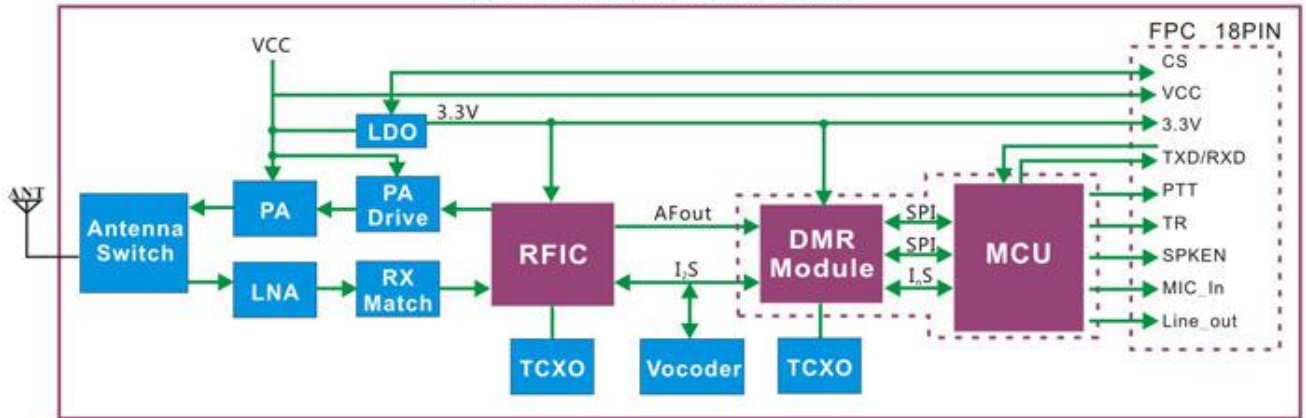 FPC 18PIN
VCC
CS
VCC
3.3V
3.3V
LDO
TXD/RXD
ANT
Antenna
Switch
PA
PA
Drive
LNA
RX
Match
RFIC
AFout
I2S
DMR
Module
SPI
SPI
InS
MCU
PTT
TR
SPKEN
MIC_In
Line_out
TCXO
Vocoder
TCXO